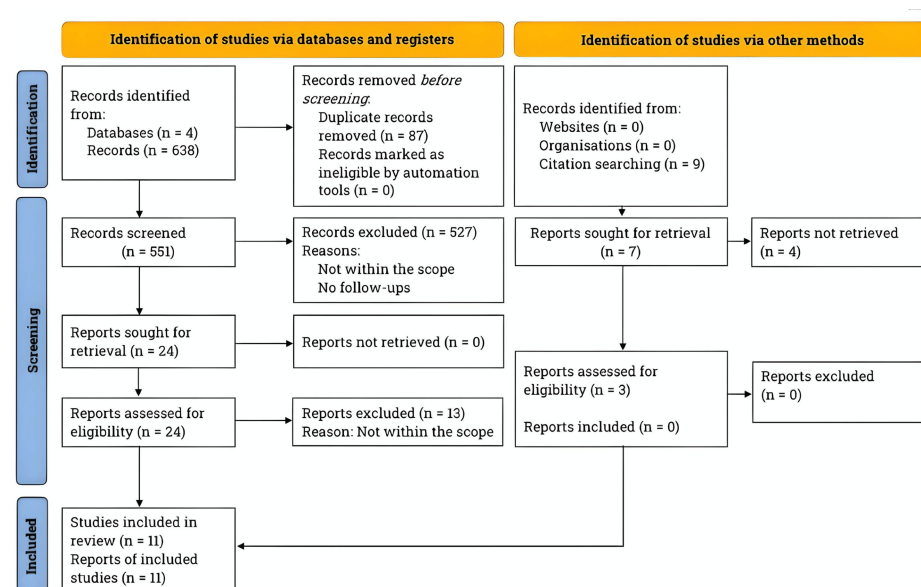 Identification of studies via databases and registers
Identification of studies via other methods
Identification
Records identified
from:
Databases (n = 4)
Records (n = 638)
Records removed before
screening:
Duplicate records
removed (n = 87)
Records marked as
ineligible by automation
tools (n = 0)
Records identified from:
Websites (n = 0)
Organisations (n = 0)
Citation searching (n = 9)
Screening
Records screened
(n = 551)
Records excluded (n = 527)
Reasons:
Not within the scope
No follow-ups
Reports sought for retrieval
(n = 7)
Reports not retrieved
(n = 4)
Reports sought for
retrieval (n = 24)
Reports not retrieved (n = 0)
Reports assessed for
eligibility (n = 3)
Reports included (n = 0)
Reports excluded
(n = 0)
Reports assessed for
eligibility (n = 24)
Reports excluded (n = 13)
Reason: Not within the scope
Included
Studies included in
review (n = 11)
Reports of included
studies (n = 11)